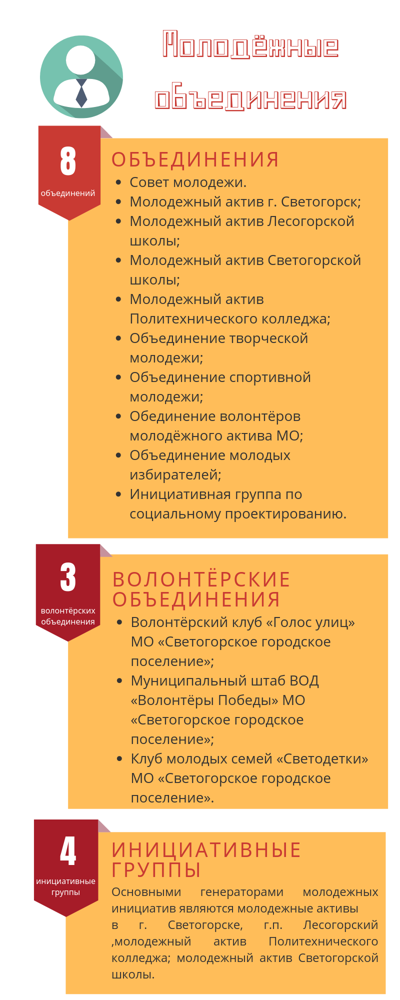 Молодёжные
объединения
8
объединений
ОБЪЕДИНЕНИЯ
• Совет молодежи.
• Молодежный актив г. Светогорск;
• Молодежный актив Лесогорской
школы;
• Молодежный актив Светогорской
школы;
• Молодежный актив
Политехнического колледжа;
• Объединение творческой
молодежи;
• Объединение спортивной
молодежи;
• Обединение волонтёров
молодёжного актива МО;
• Объединение молодых
избирателей;
• Инициативная группа по
социальному проектированию.
3
волонтёрских
объединения
ВОЛОНТЁРСКИЕ
ОБЪЕДИНЕНИЯ
• Волонтёрский клуб «Голос улиц»
МО «Светогорское городское
поселение»;
• Муниципальный штаб ВОД
«Волонтёры Победы» МО
«Светогорское городское
поселение»;
• Клуб молодых семей «Светодетки»
МО «Светогорское городское
поселение».
4
инициативные
группы
ИНИЦИАТИВНЫЕ
ГРУППЫ
Основными генераторами молодежных
инициатив являются молодежные активы
в г. Светогорске, г.п. Лесогорский
,молодежный актив Политехнического
колледжа; молодежный актив Светогорской
школы.